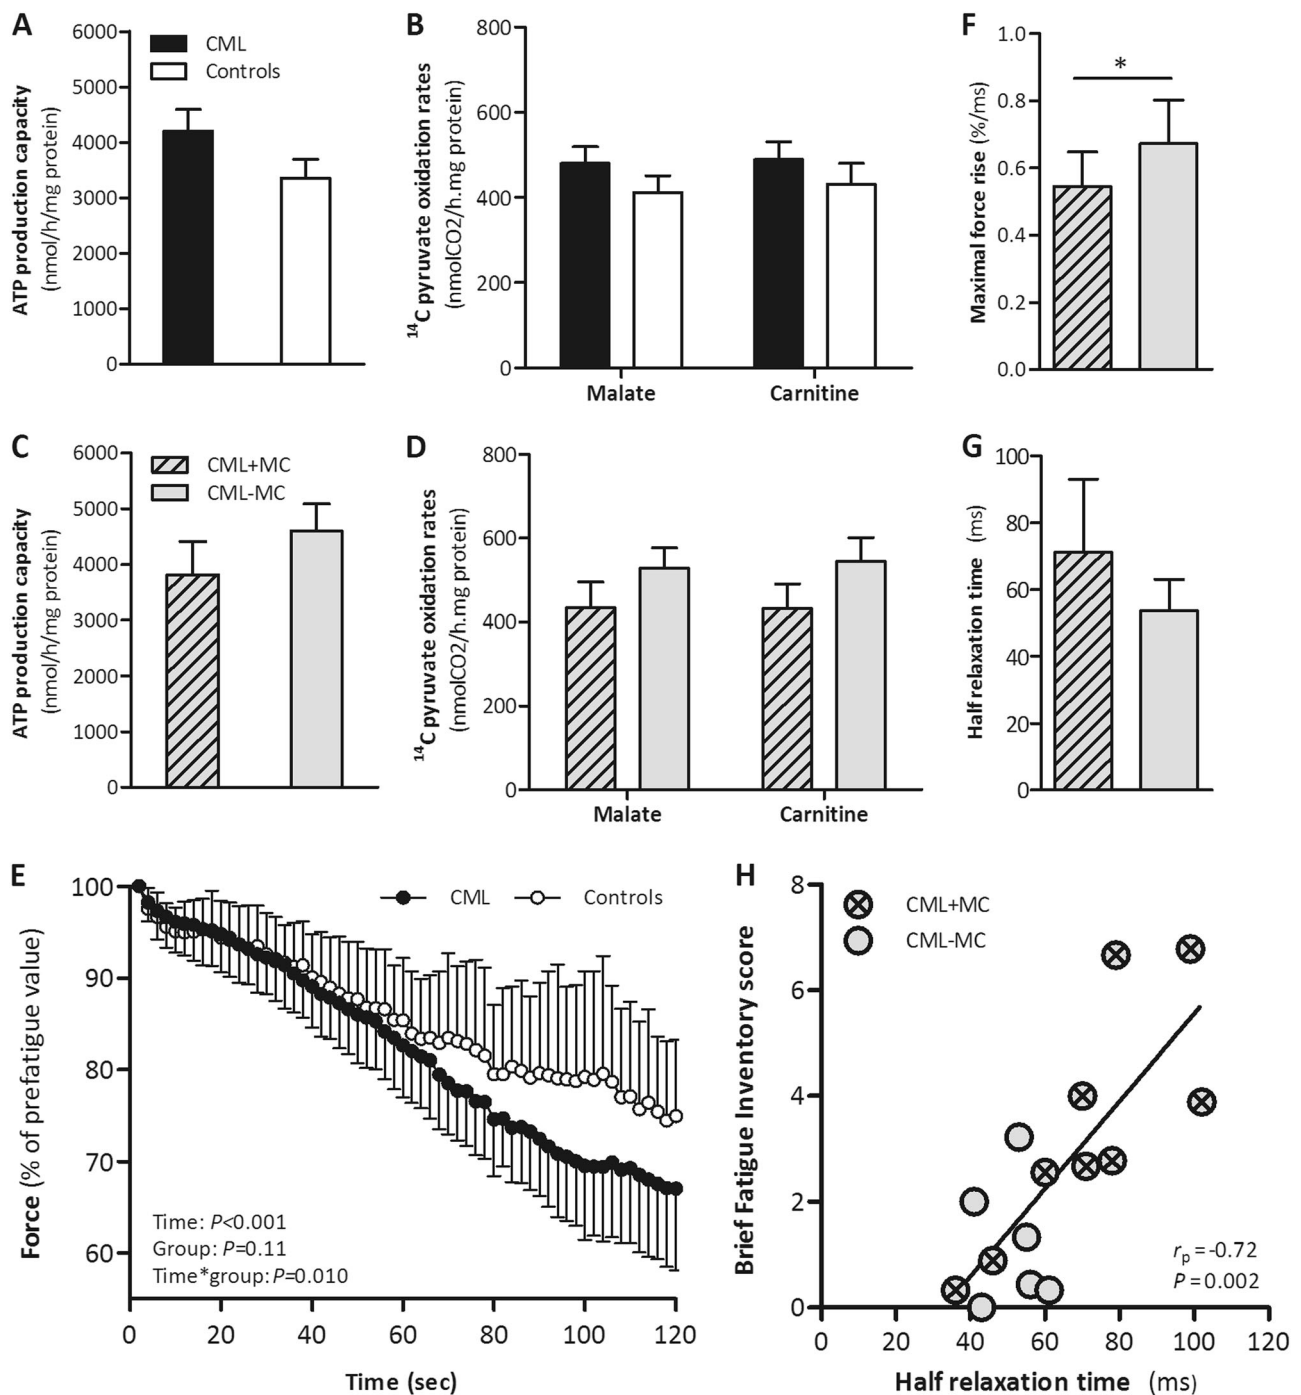 A
ATP production capacity
(nmol/h/mg protein)
6000
5000
4000
3000
2000
1000
0
CML
Controls
B
14C pyruvate oxidation rates
(nmolCO2/h.mg protein)
800
600
400
200
0
Malate
Carnitine
F
Maximal force rise (%/ms)
1.0
0.8
0.6
0.4
0.2
0.0
*
C
ATP production capacity
(nmol/h/mg protein)
6000
5000
4000
3000
2000
1000
0
CML+MC
CML-MC
D
14C pyruvate oxidation rates
(nmolCO2/h.mg protein)
800
600
400
200
0
Malate
Carnitine
G
Half relaxation time (ms)
100
80
60
40
20
0
E
Force (% of prefatigue value)
100
90
80
70
60
CML
Controls
Time: P<0.001
Group: P=0.11
Time*group: P=0.010
0
20
40
60
80
100
120
Time (sec)
H
Brief Fatigue Inventory score
8
6
4
2
0
CML+MC
CML-MC
rp=-0.72
P=0.002
0
20
40
60
80
100
120
Half relaxation time (ms)